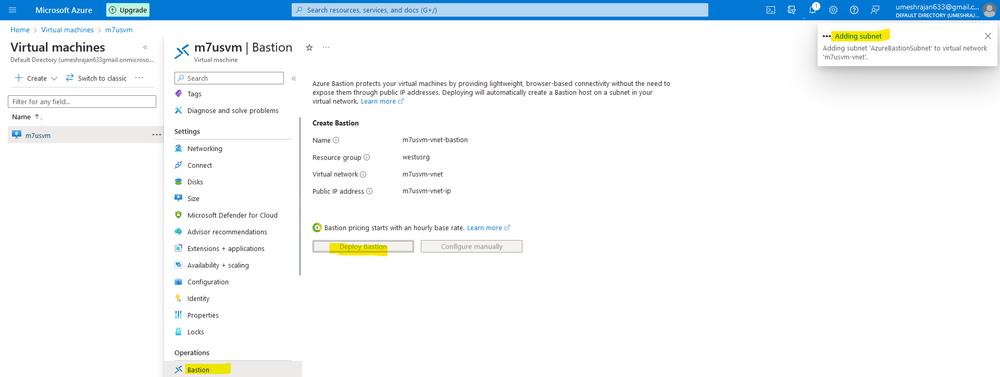 Microsoft Azure
Upgrade
Search resources, services, and docs (G+/)
1
umeshrajan633@gmail.c...
DEFAULT DIRECTORY (UMESHRAJ,...
Home > Virtual machines > m7usvm
Virtual machines
Default Directory (umeshrajan633gmail.onmicroso...
Create
Switch to classic
Filter for any field...
Name
m7usvm
m7usvm | Bastion
Virtual machine
Search
Tags
Diagnose and solve problems
Settings
Networking
Connect
Disks
Size
Microsoft Defender for Cloud
Advisor recommendations
Extensions + applications
Availability + scaling
Configuration
Identity
Properties
Locks
Operations
Bastion
Azure Bastion protects your virtual machines by providing lightweight, browser-based connectivity without the need to
expose them through public IP addresses. Deploying will automatically create a Bastion host on a subnet in your
virtual network. Learn more
Create Bastion
Name m7usvm-vnet-bastion
Resource group westusrg
Virtual network m7usvm-vnet
Public IP address m7usvm-vnet-ip
Bastion pricing starts with an hourly base rate. Learn more
Deploy Bastion
Configure manually
Adding subnet
Adding subnet 'AzureBastionSubnet' to virtual network
'm7usvm-vnet'.